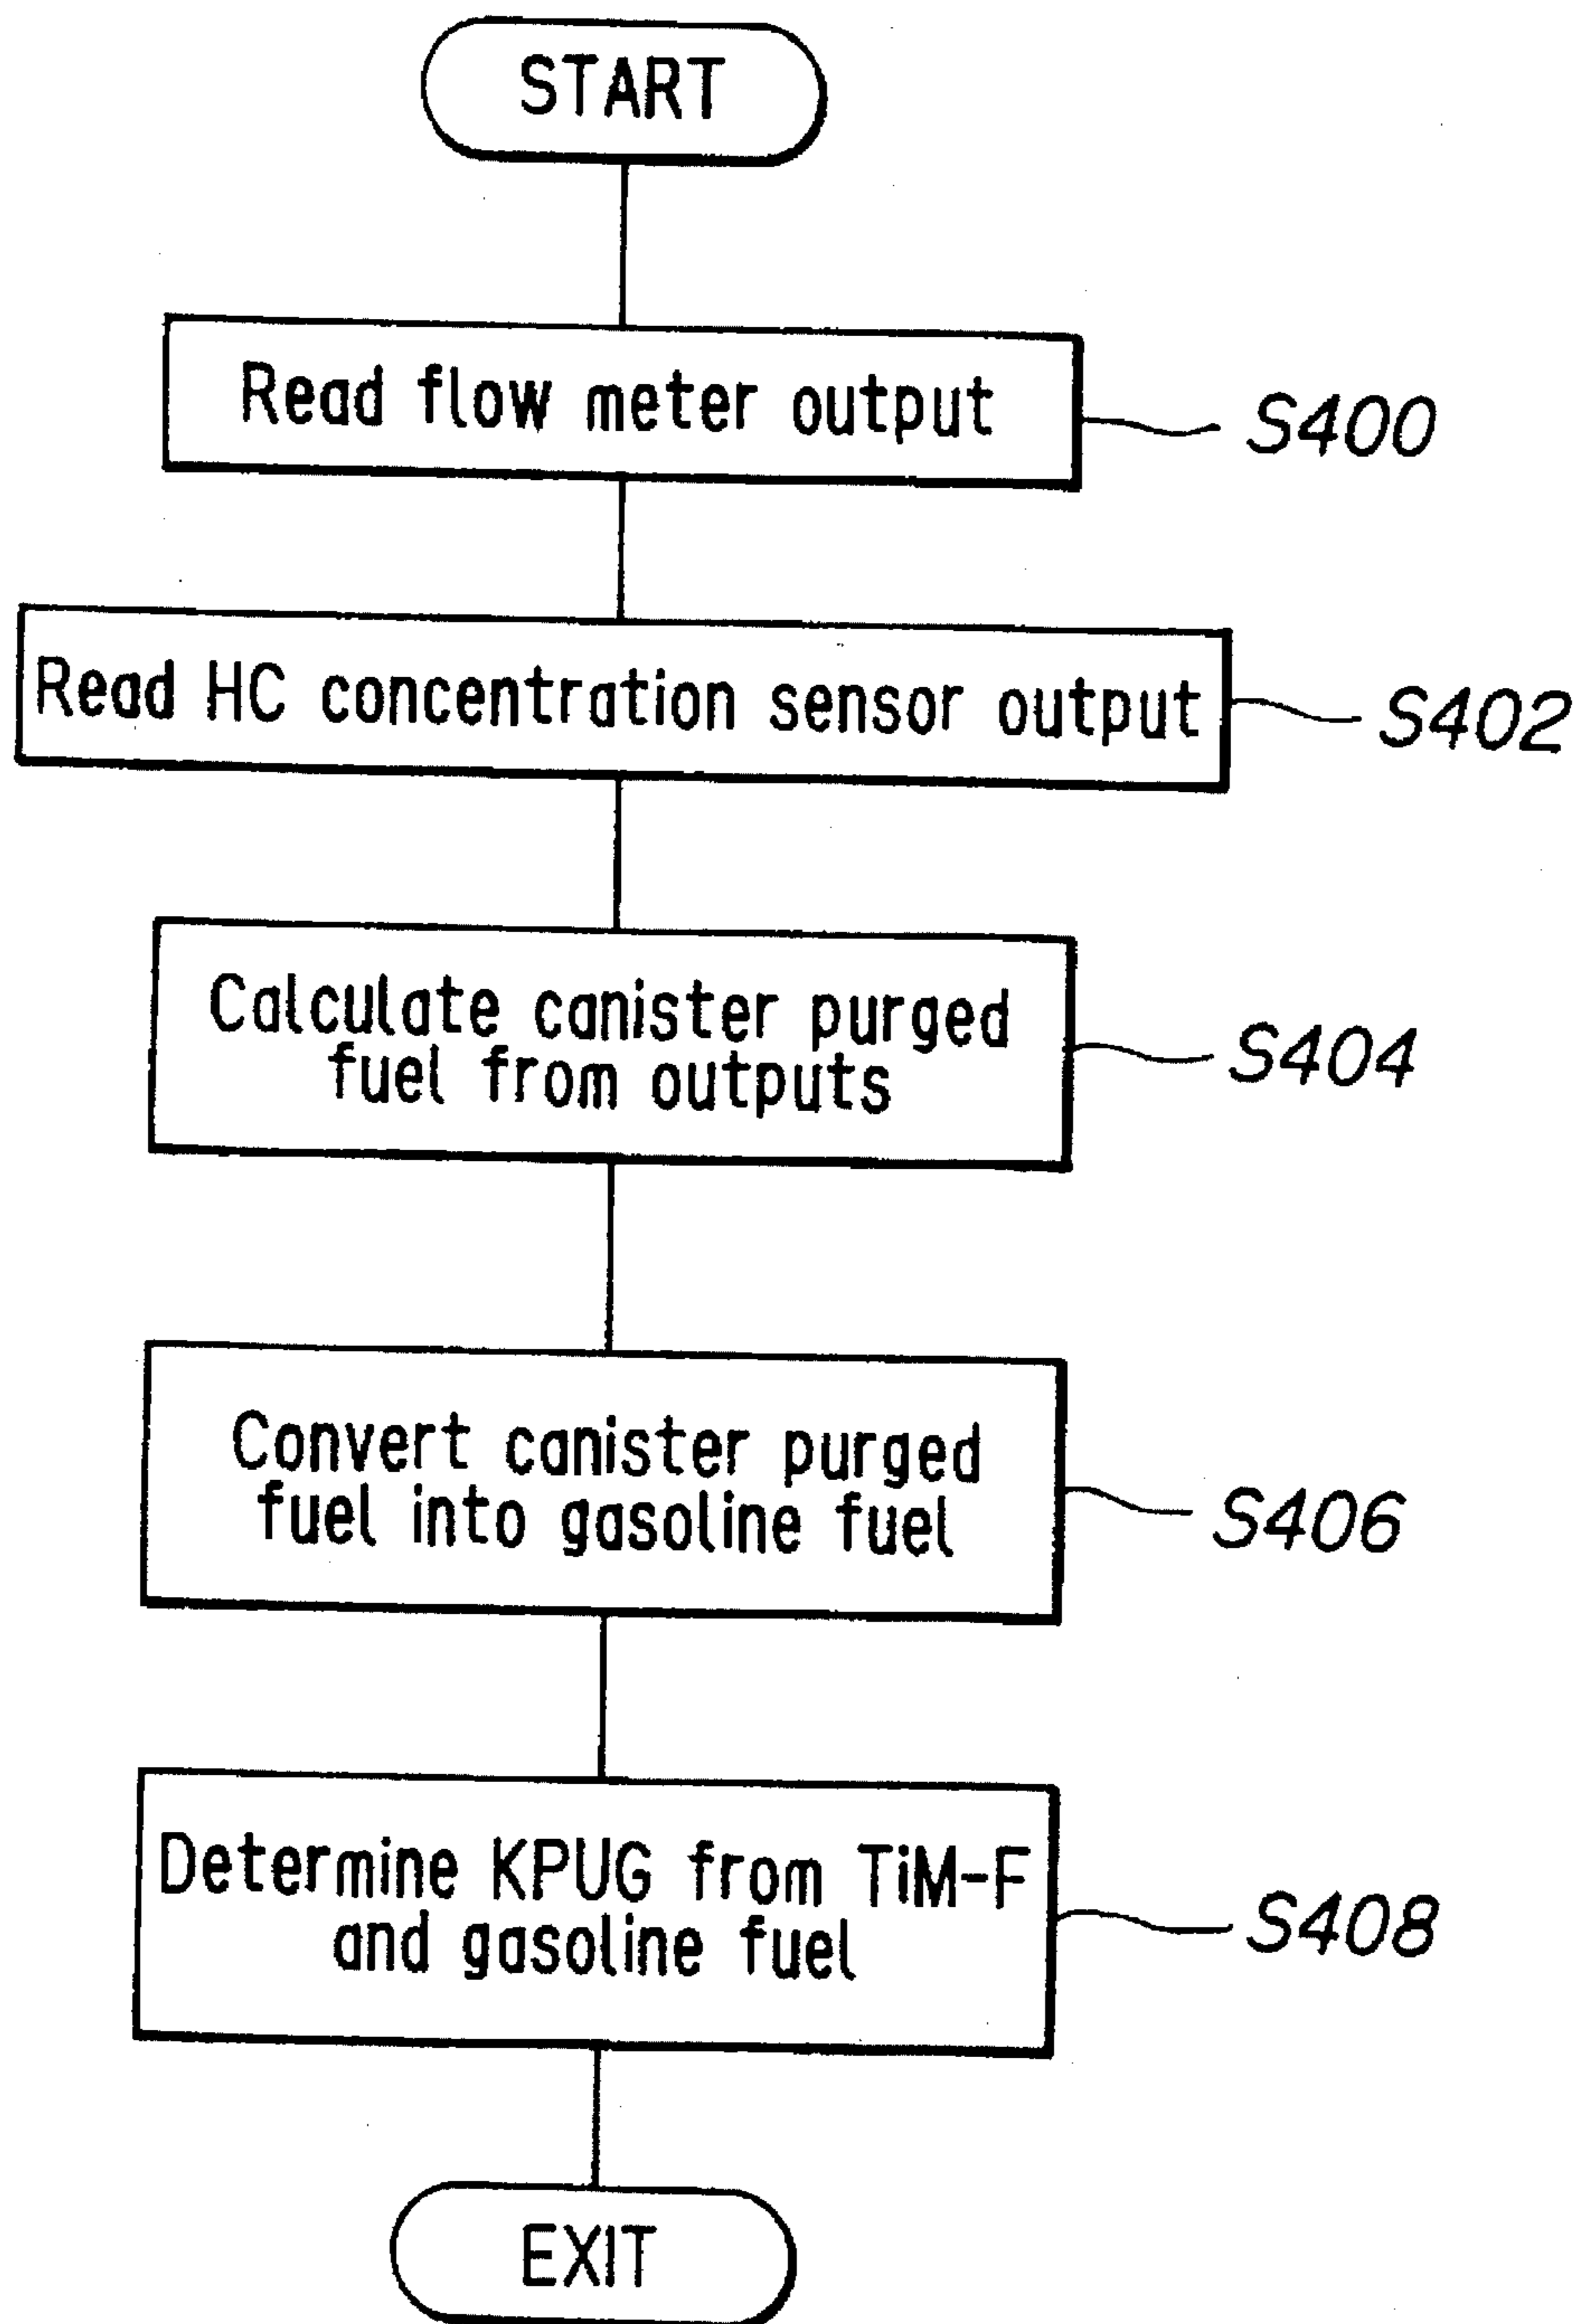 START
Read flow meter output
S400
Read HC concentration sensor output
S402
Calculate canister purged
fuel from outputs
S404
Convert canister purged
fuel into gasoline fuel
S406
Determine KPUG from TiM-F
and gasoline fuel
S408
EXIT